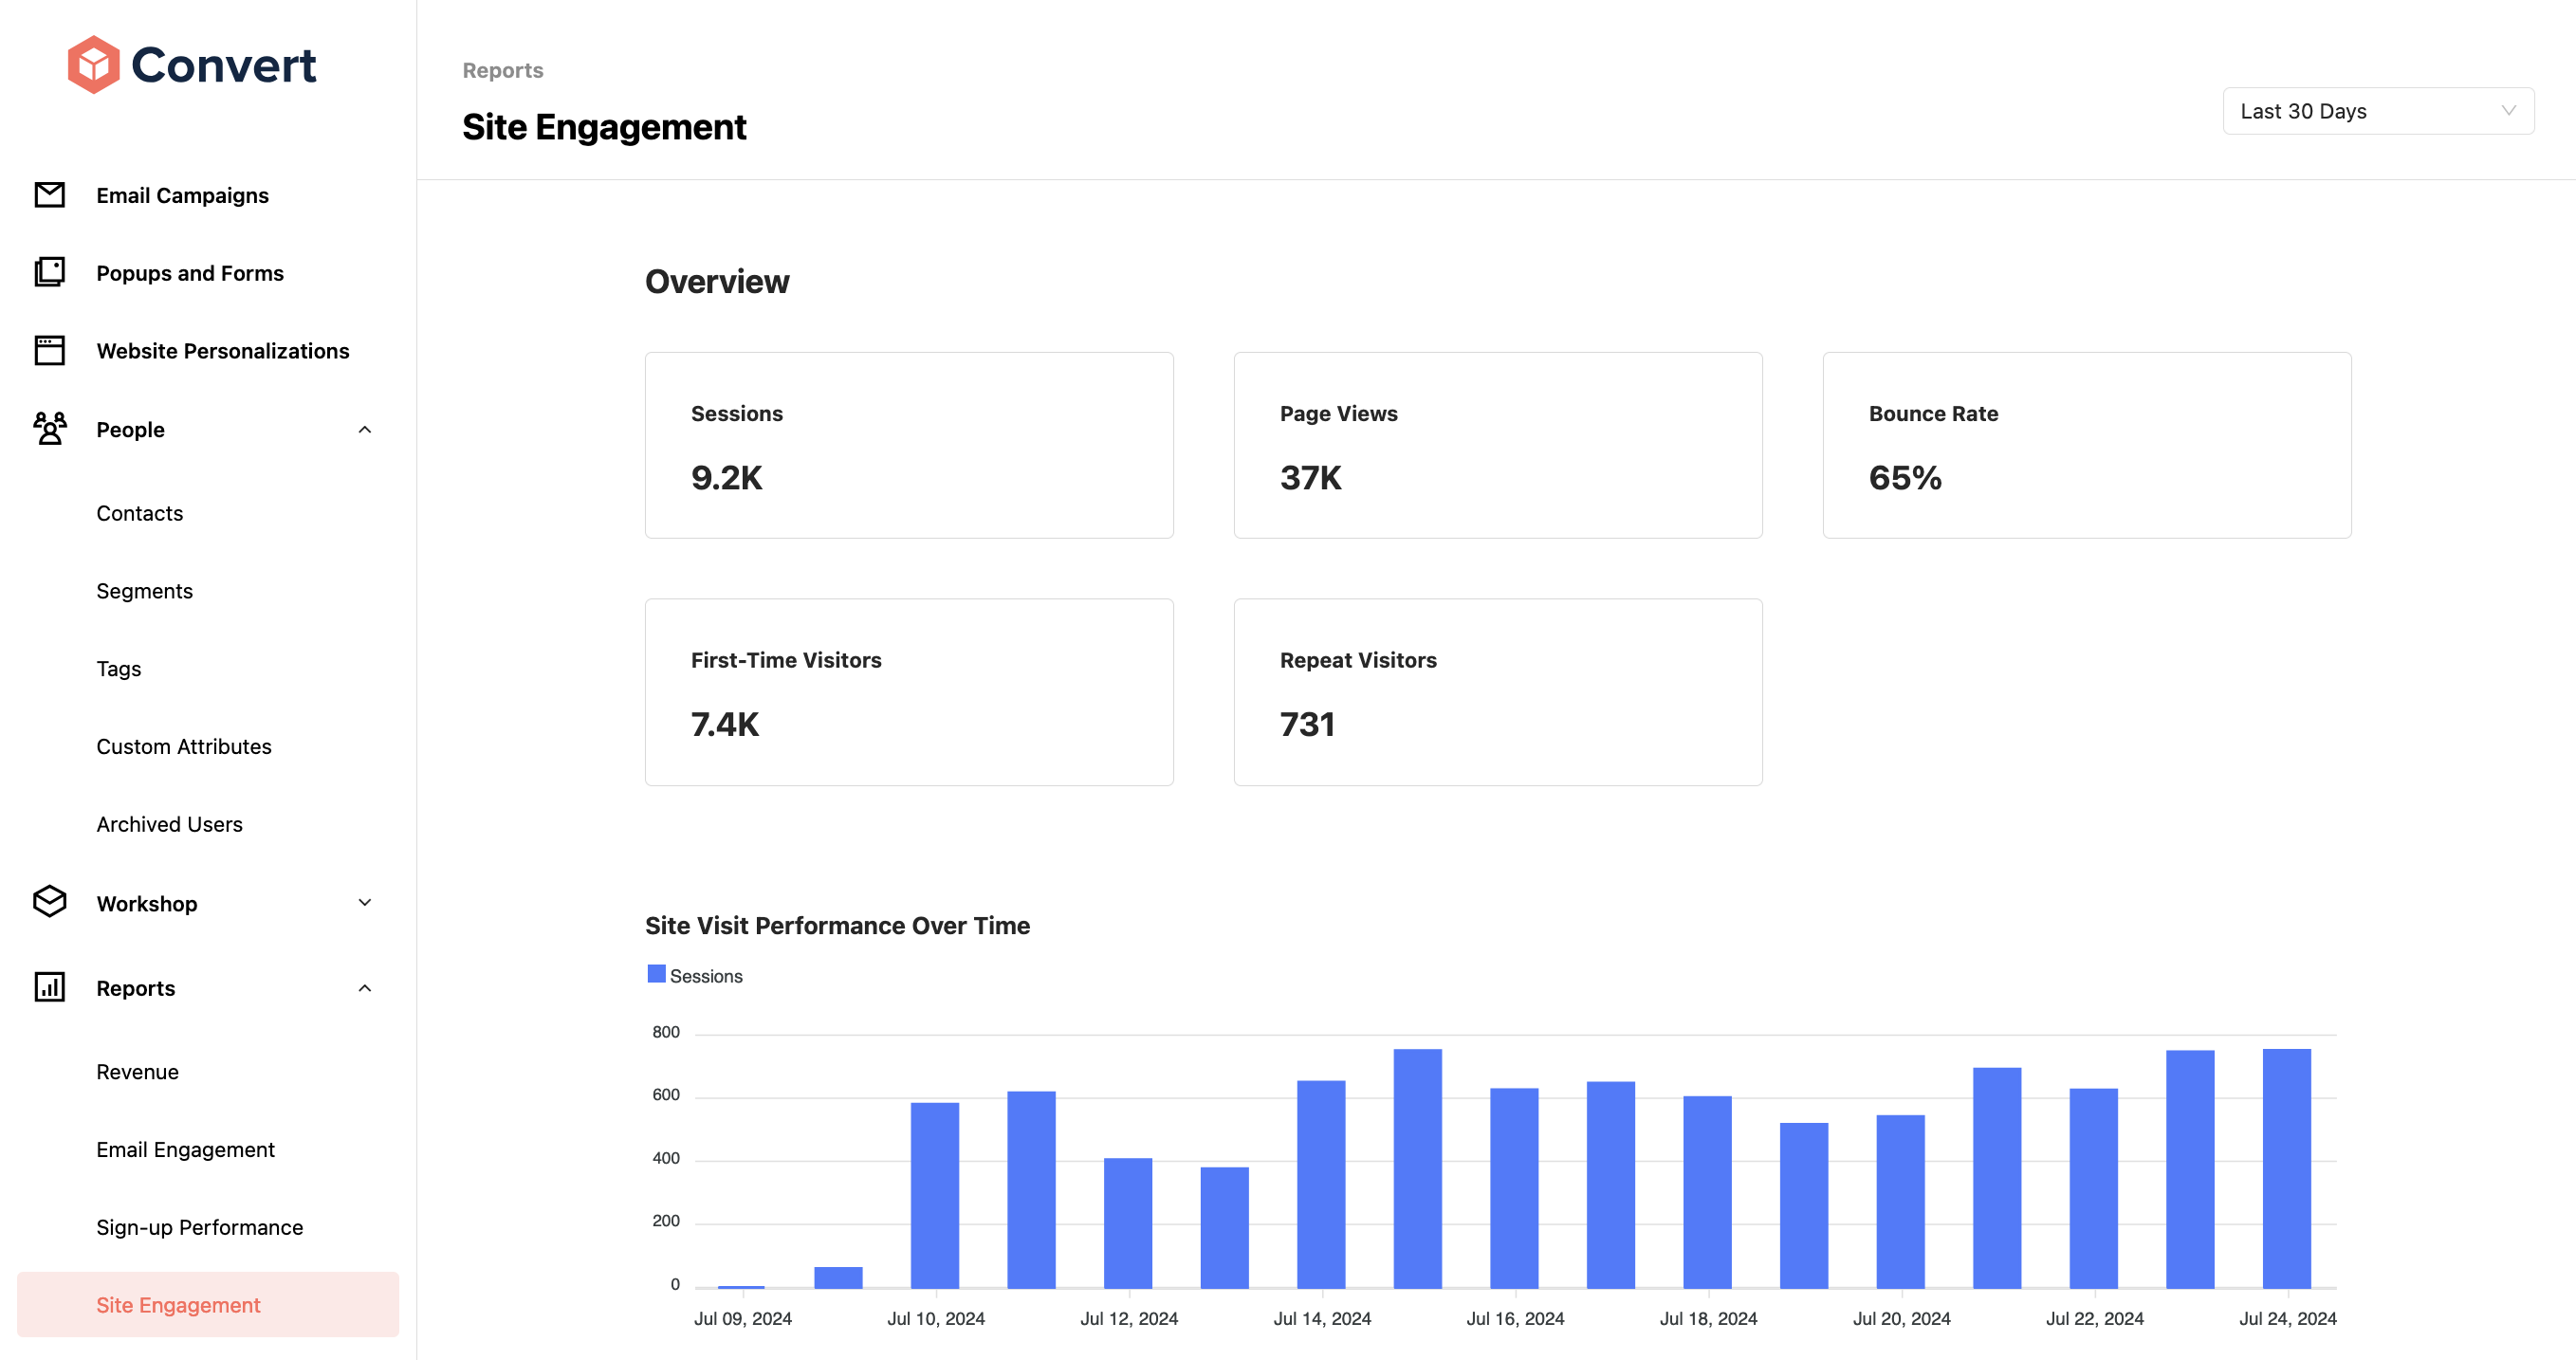 Convert
Email Campaigns
Popups and Forms
Website Personalizations
People
Contacts
Segments
Tags
Custom Attributes
Archived Users
Workshop
Reports
Revenue
Email Engagement
Sign-up Performance
Site Engagement
Reports
Site Engagement
Last 30 Days
Overview
Sessions
9.2K
Page Views
37K
Bounce Rate
65%
First-Time Visitors
7.4K
Repeat Visitors
731
Site Visit Performance Over Time
Sessions
800
600
400
200
0
Jul 09, 2024 Jul 10, 2024 Jul 12, 2024 Jul 14, 2024 Jul 16, 2024 Jul 18, 2024 Jul 20, 2024 Jul 22, 2024 Jul 24, 2024